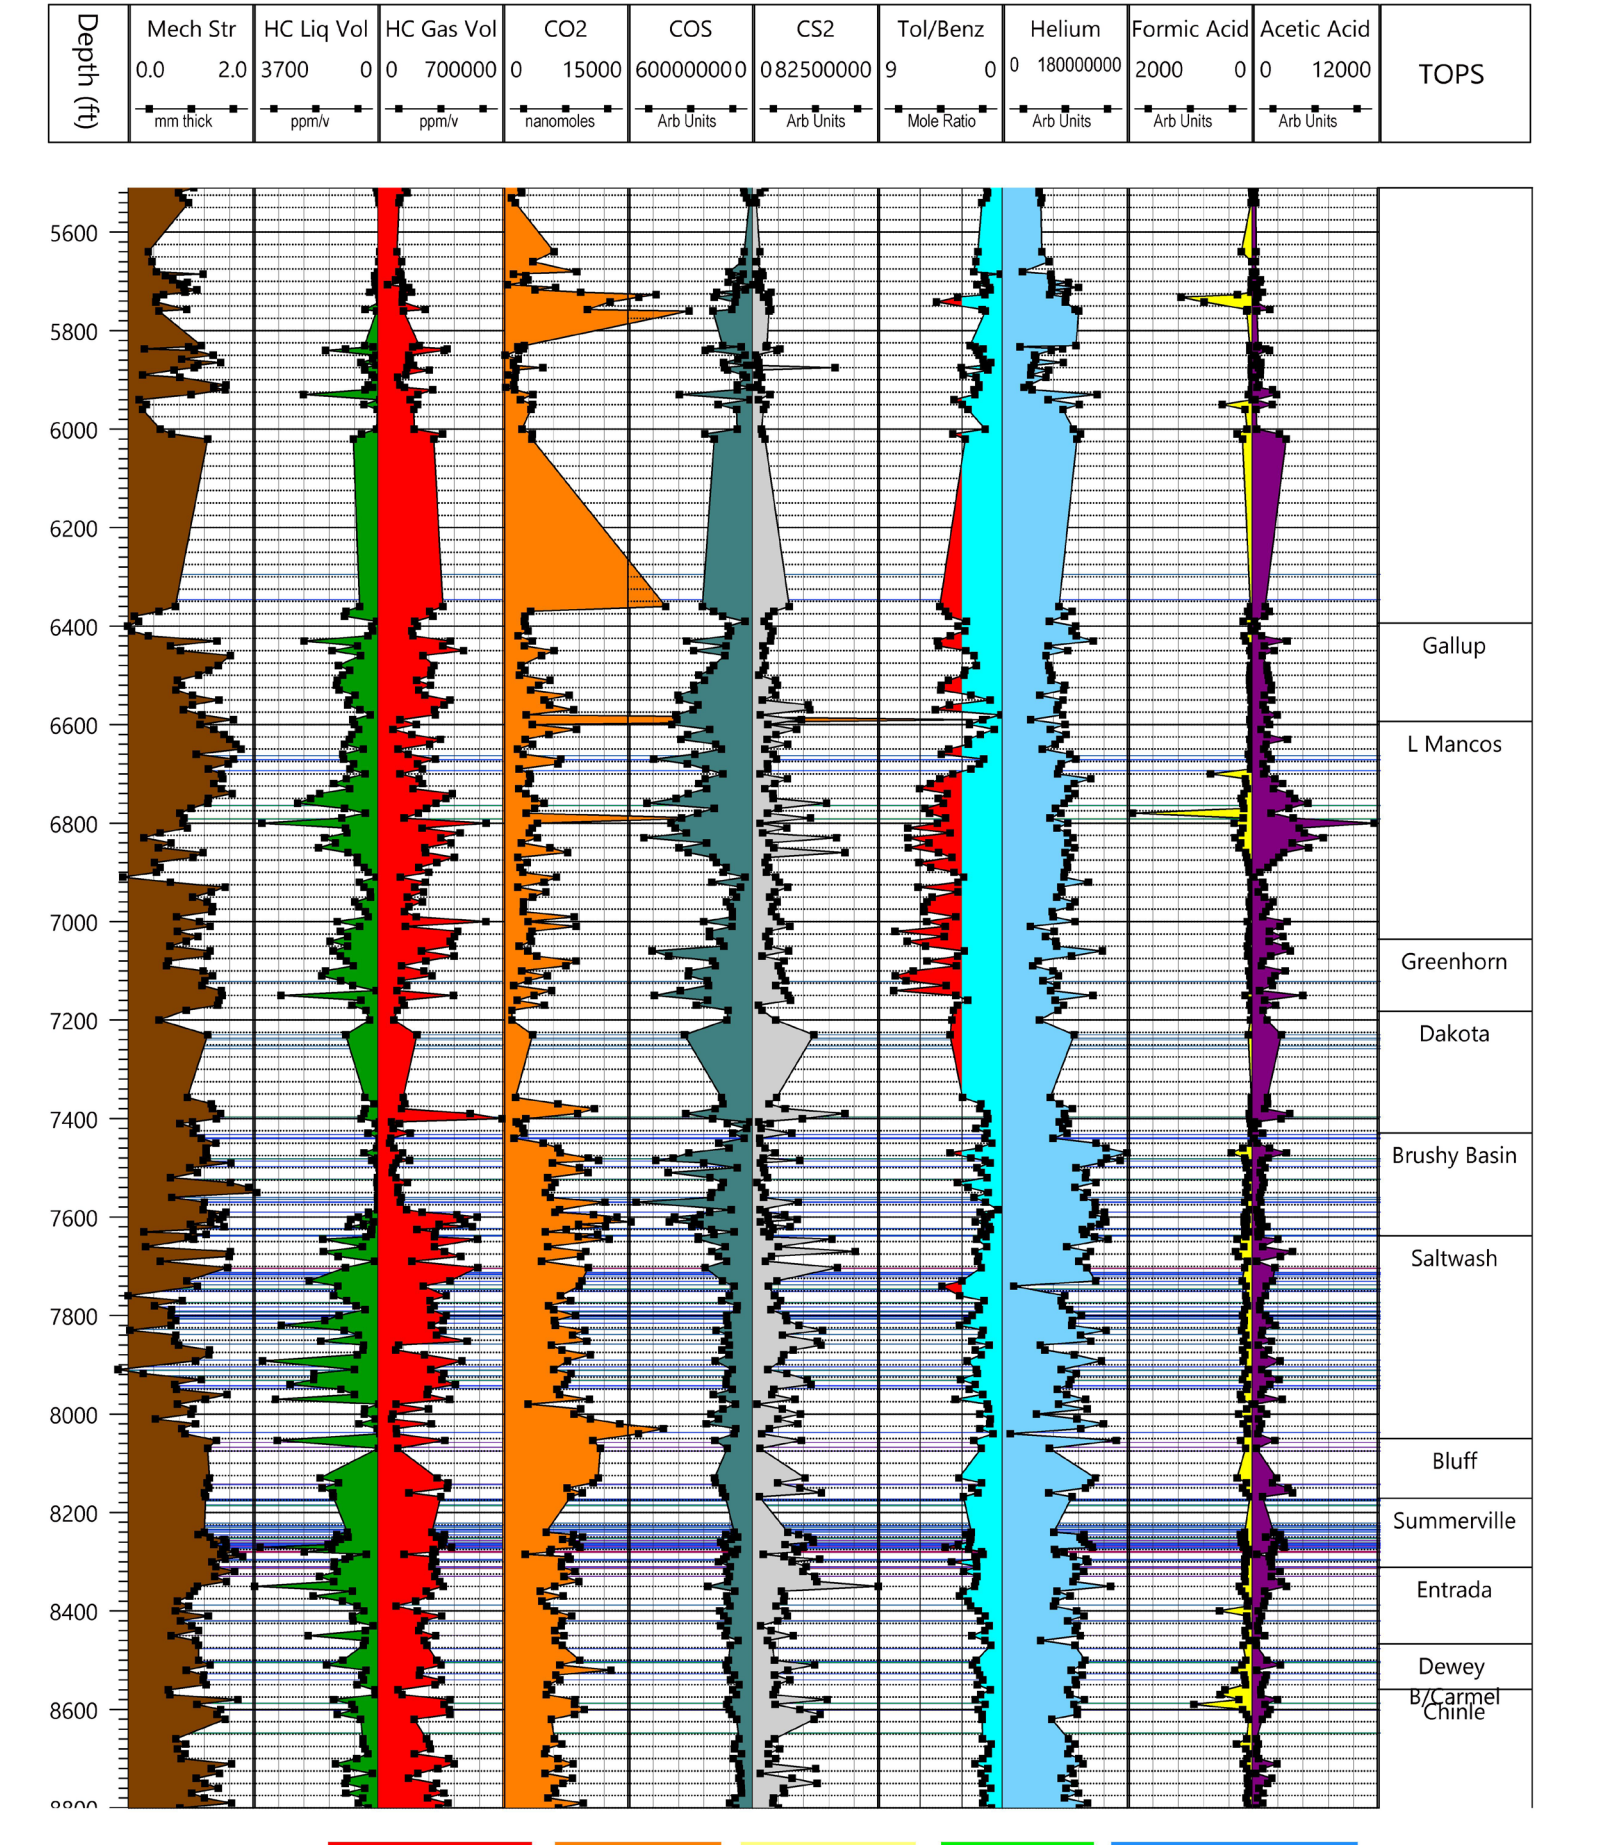 Depth (ft)
Mech Str HC Liq Vol HC Gas Vol CO2 COS CS2 Tol/Benz Helium Formic Acid Acetic Acid TOPS
0.0 2.0 3700 0 0 700000 0 15000 600000000 0 0 82500000 9 0 0 180000000 2000 0 0 12000
mm thick ppm/v ppm/v nanomoles Arb Units Arb Units Mole Ratio Arb Units Arb Units Arb Units
5600
5800
6000
6200
6400
Gallup
6600
L Mancos
6800
7000
Greenhorn
7200
Dakota
7400
Brushy Basin
7600
Saltwash
7800
8000
Bluff
8200
Summerville
Entrada
8400
Dewey
B/Carmel
8600
Chinle
8800